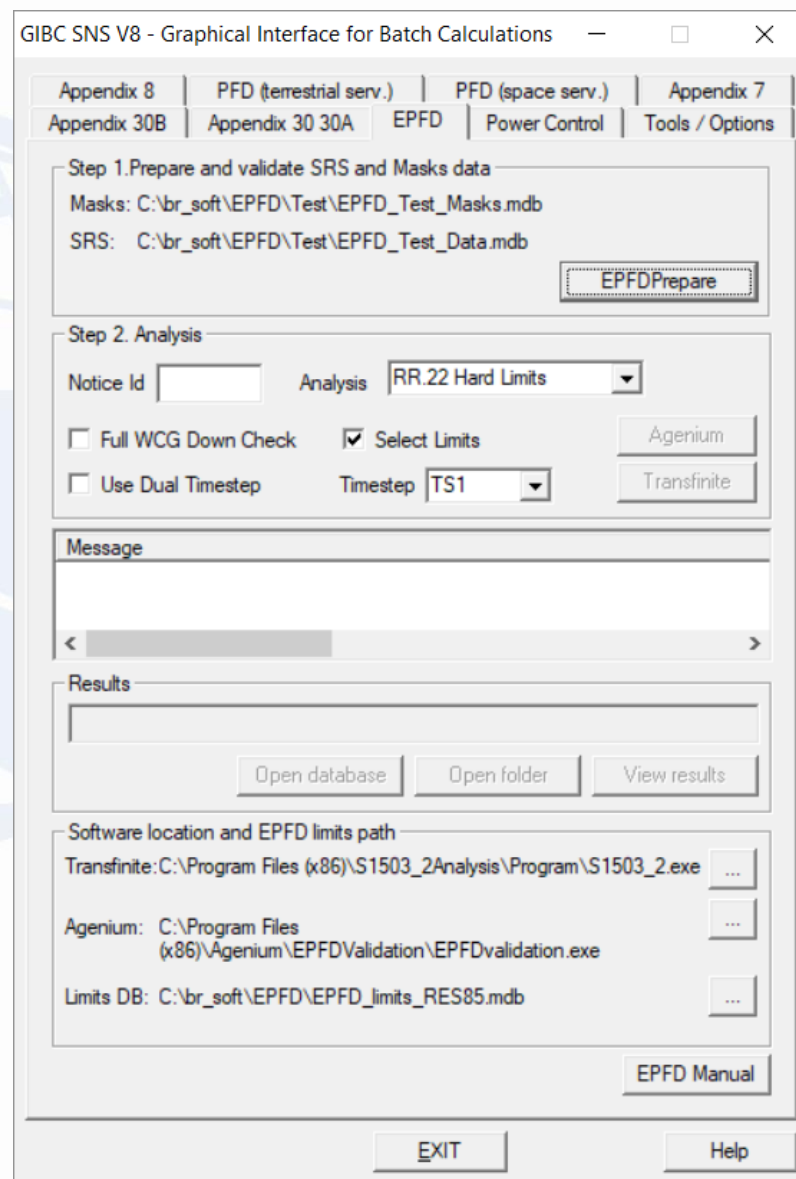 GIBC SNS V8 - Graphical Interface for Batch Calculations
Appendix 8 PFD (terrestrial serv.) PFD (space serv.) Appendix 7
Appendix 30B Appendix 30 30A EPFD Power Control Tools / Options
Step 1.Prepare and validate SRS and Masks data
Masks: C:\br_soft\EPFD\Test\EPFD_Test_Masks.mdb
SRS: C:\br_soft\EPFD\Test\EPFD_Test_Data.mdb
EPFDPrepare
Step 2. Analysis
Notice Id Analysis RR.22 Hard Limits
Full WCG Down Check Select Limits Agenium
Use Dual Timestep Timestep TS1 Transfinite
Message
Results
Open database Open folder View results
Software location and EPFD limits path
Transfinite: C:\Program Files (x86)\S1503_2Analysis\Program\S1503_2.exe ...
Agenium: C:\Program Files ...
(x86)\Agenium\EPFDValidation\EPFDvalidation.exe
Limits DB: C:\br_soft\EPFD\EPFD_limits_RES85.mdb ...
EPFD Manual
EXIT Help